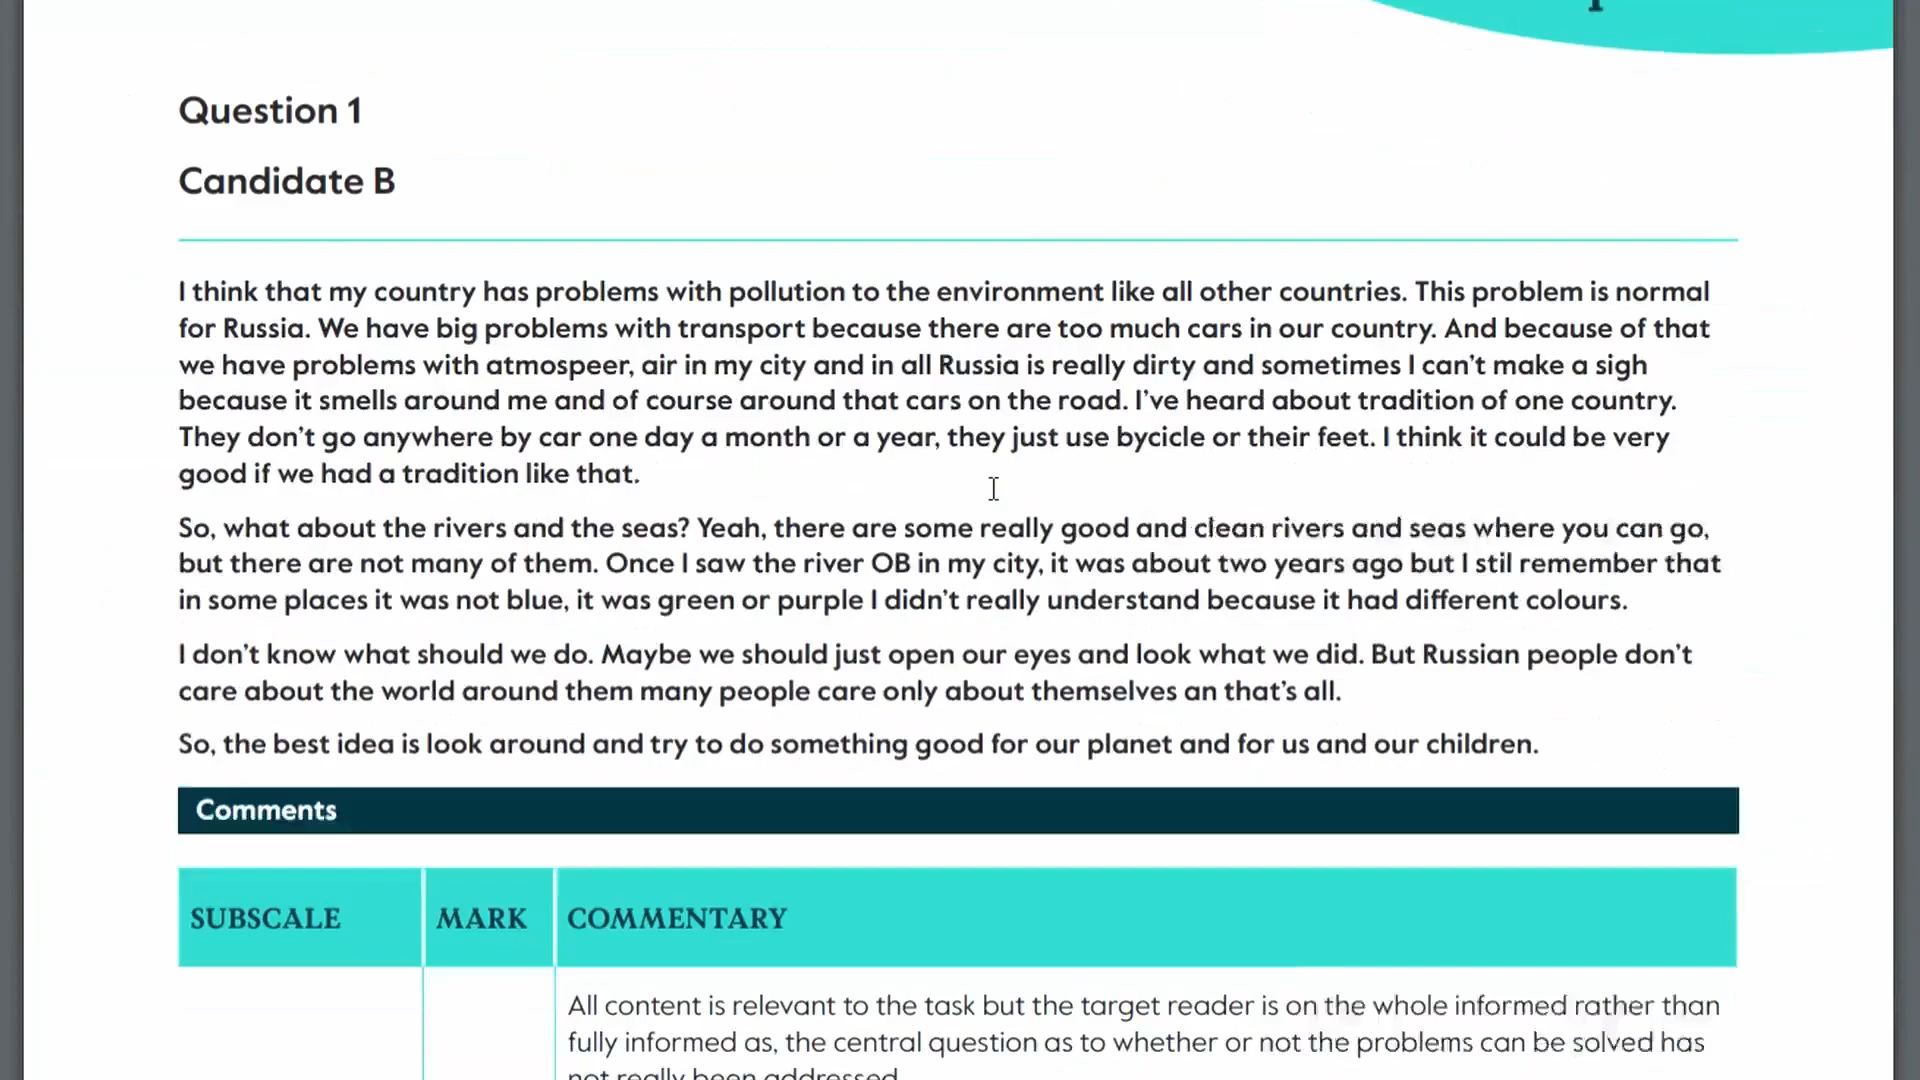 Question 1
Candidate B
I think that my country has problems with pollution to the environment like all other countries. This problem is normal
for Russia. We have big problems with transport because there are too much cars in our country. And because of that
we have problems with atmospeer, air in my city and in all Russia is really dirty and sometimes I can't make a sigh
because it smells around me and of course around that cars on the road. I've heard about tradition of one country.
They don't go anywhere by car one day a month or a year, they just use bycicle or their feet. I think it could be very
good if we had a tradition like that.
So, what about the rivers and the seas? Yeah, there are some really good and clean rivers and seas where you can go,
but there are not many of them. Once I saw the river OB in my city, it was about two years ago but I stil remember that
in some places it was not blue, it was green or purple I didn't really understand because it had different colours.
I don't know what should we do. Maybe we should just open our eyes and look what we did. But Russian people don't
care about the world around them many people care only about themselves an that's all.
So, the best idea is look around and try to do something good for our planet and for us and our children.
Comments
SUBSCALE MARK COMMENTARY
All content is relevant to the task but the target reader is on the whole informed rather than
fully informed as, the central question as to whether or not the problems can be solved has
not really been addressed